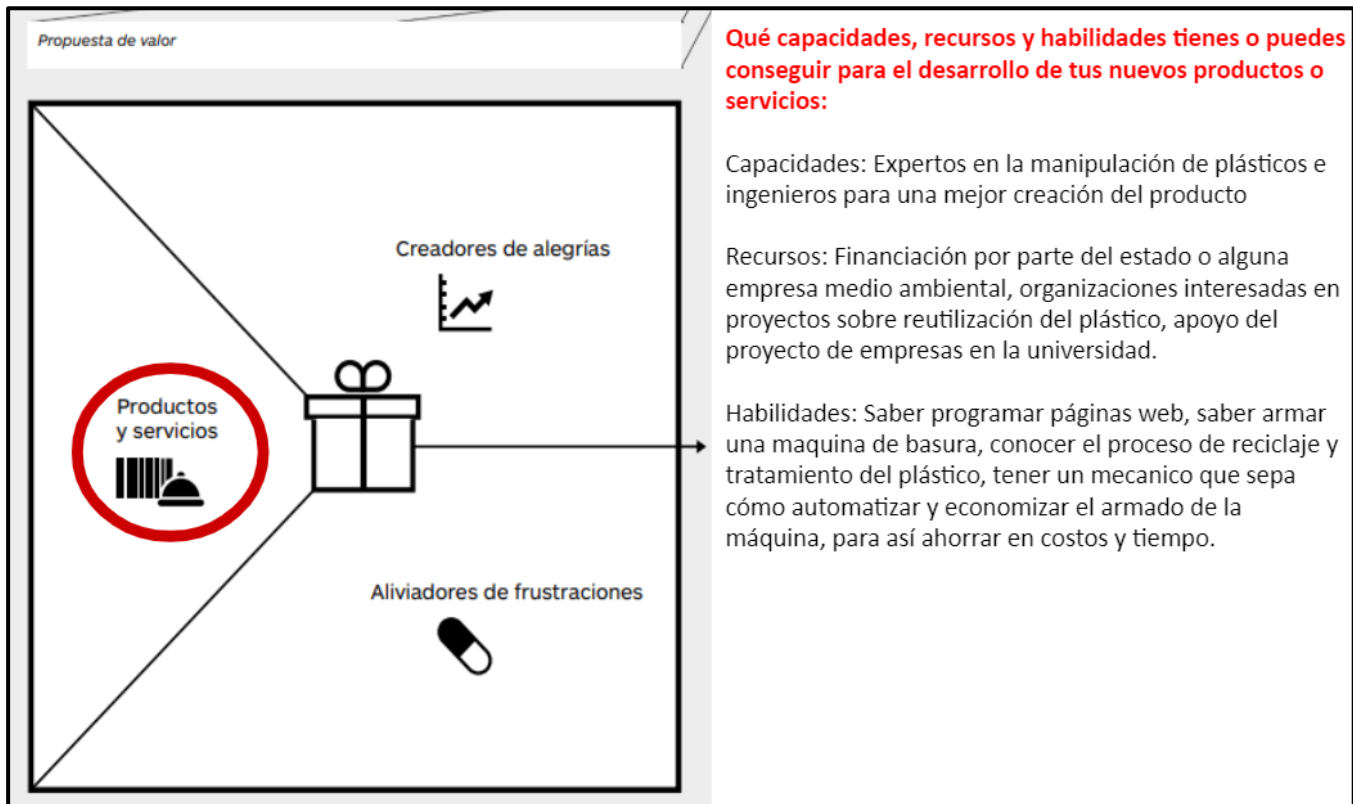 Propuesta de valor
Creadores de alegrías
Productos
y servicios
Aliviadores de frustraciones
Qué capacidades, recursos y habilidades tienes o puedes
conseguir para el desarrollo de tus nuevos productos o
servicios:
Capacidades: Expertos en la manipulación de plásticos e
ingenieros para una mejor creación del producto
Recursos: Financiación por parte del estado o alguna
empresa medio ambiental, organizaciones interesadas en
proyectos sobre reutilización del plástico, apoyo del
proyecto de empresas en la universidad.
Habilidades: Saber programar páginas web, saber armar
una maquina de basura, conocer el proceso de reciclaje y
tratamiento del plástico, tener un mecanico que sepa
cómo automatizar y economizar el armado de la
máquina, para así ahorrar en costos y tiempo.